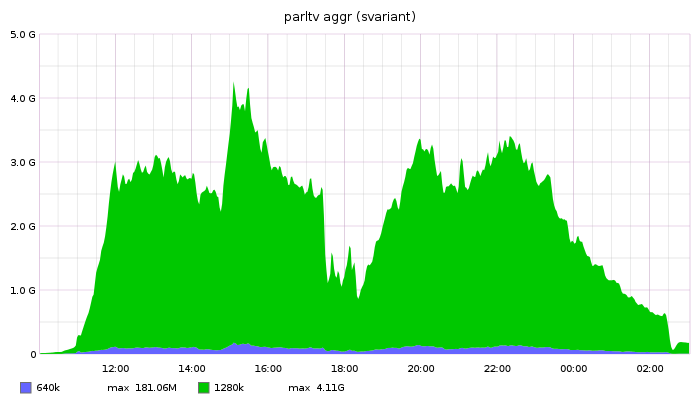 parltv aggr (svariant)
5.0 G
4.0 G
3.0 G
2.0 G
1.0 G
0
12:00 14:00 16:00 18:00 20:00 22:00 00:00 02:00
640k max 181.06M 1280k max 4.11G